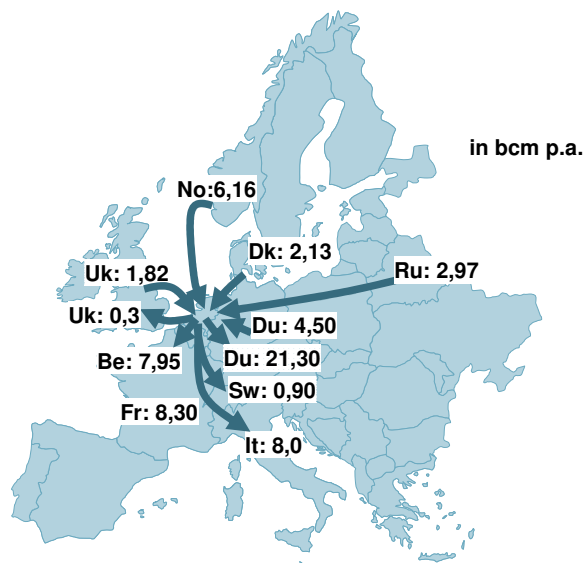 in bcm p.a.
No:6,16
Dk: 2,13
Uk: 1,82
Ru: 2,97
Uk: 0,3
Du: 4,50
Be: 7,95
Du: 21,30
Sw: 0,90
Fr: 8,30
It: 8,0